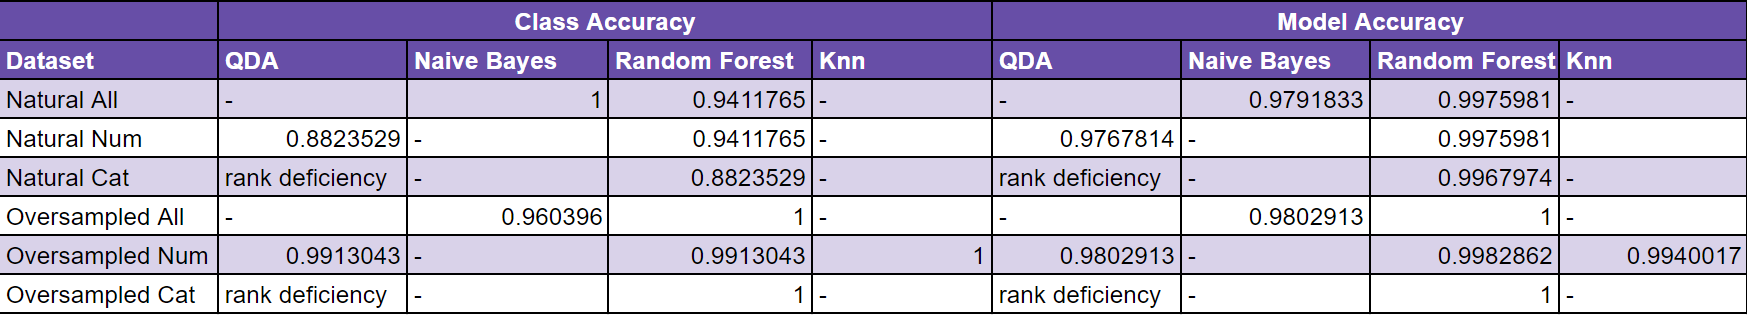 Class Accuracy Model Accuracy
Dataset QDA Naive Bayes Random Forest Knn QDA Naive Bayes Random Forest Knn
Natural All - 1 0.9411765 - - 0.9791833 0.9975981 -
Natural Num 0.8823529 - 0.9411765 - 0.9767814 - 0.9975981
Natural Cat rank deficiency - 0.8823529 - rank deficiency - 0.9967974 -
Oversampled All - 0.960396 1 - - 0.9802913 1 -
Oversampled Num 0.9913043 - 0.9913043 1 0.9802913 - 0.9982862 0.9940017
Oversampled Cat rank deficiency - 1 - rank deficiency - 1 -